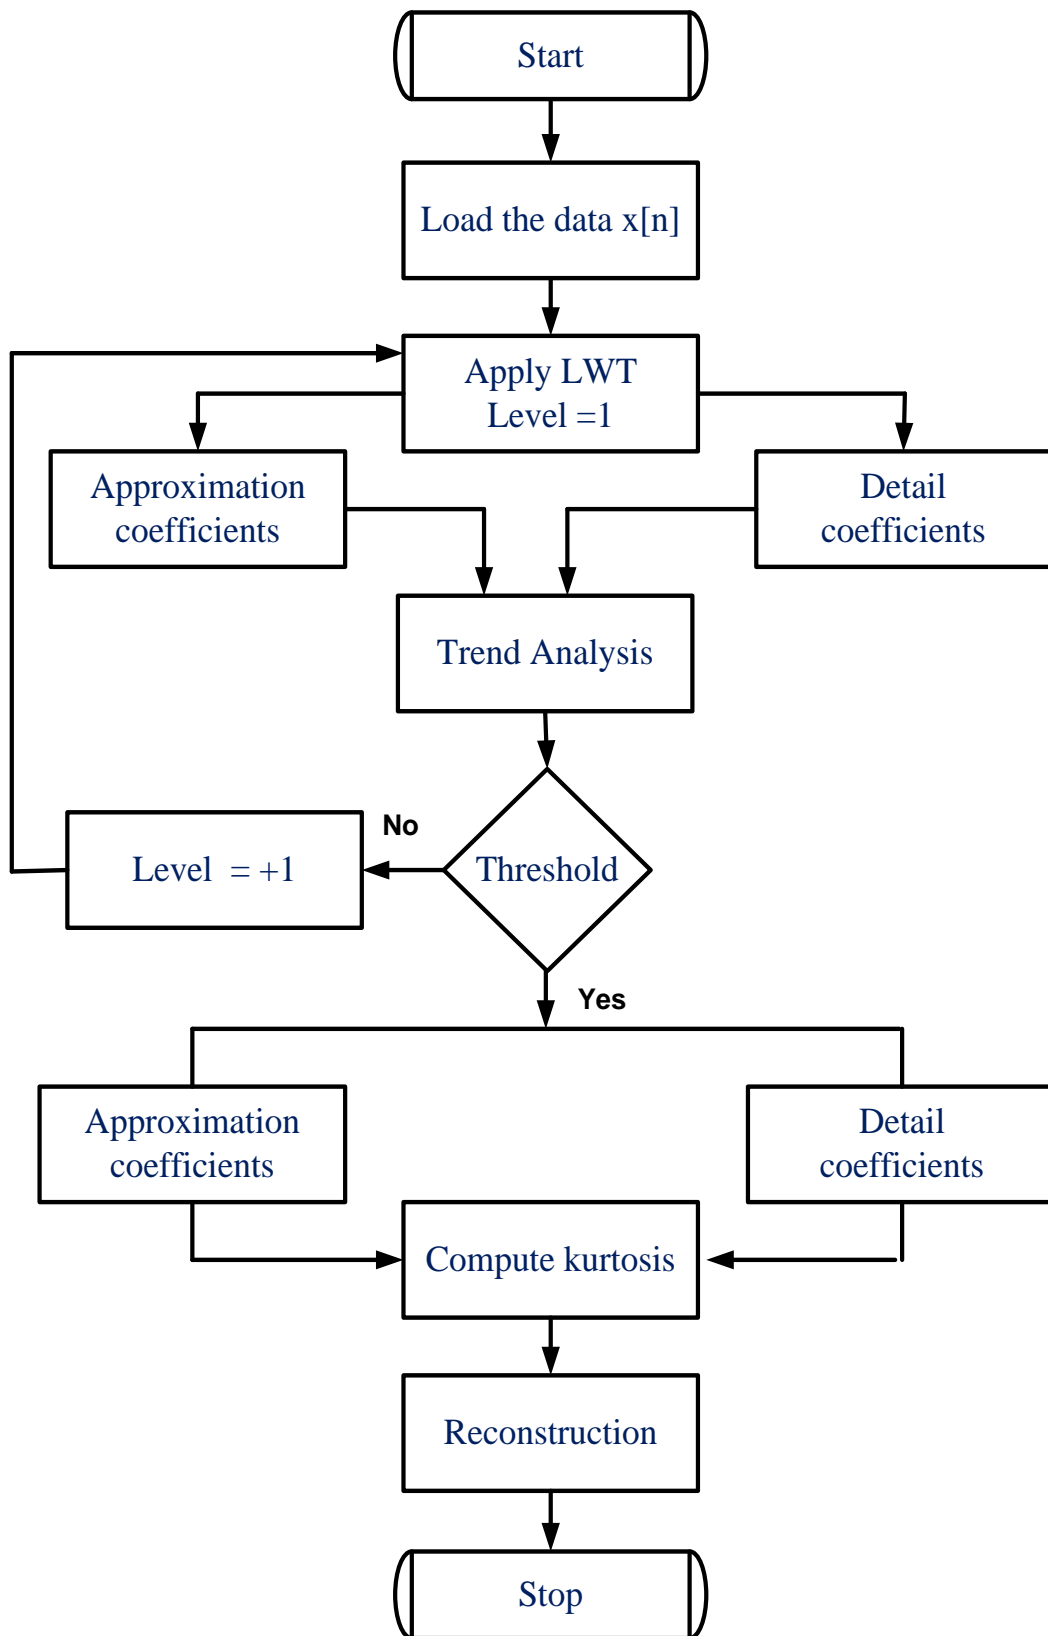 Start
Load the data x[n]
Apply LWT
Level =1
Approximation
coefficients
Detail
coefficients
Trend Analysis
No
Level  = +1
Threshold
Yes
Approximation
coefficients
Detail
coefficients
Compute kurtosis
Reconstruction
Stop